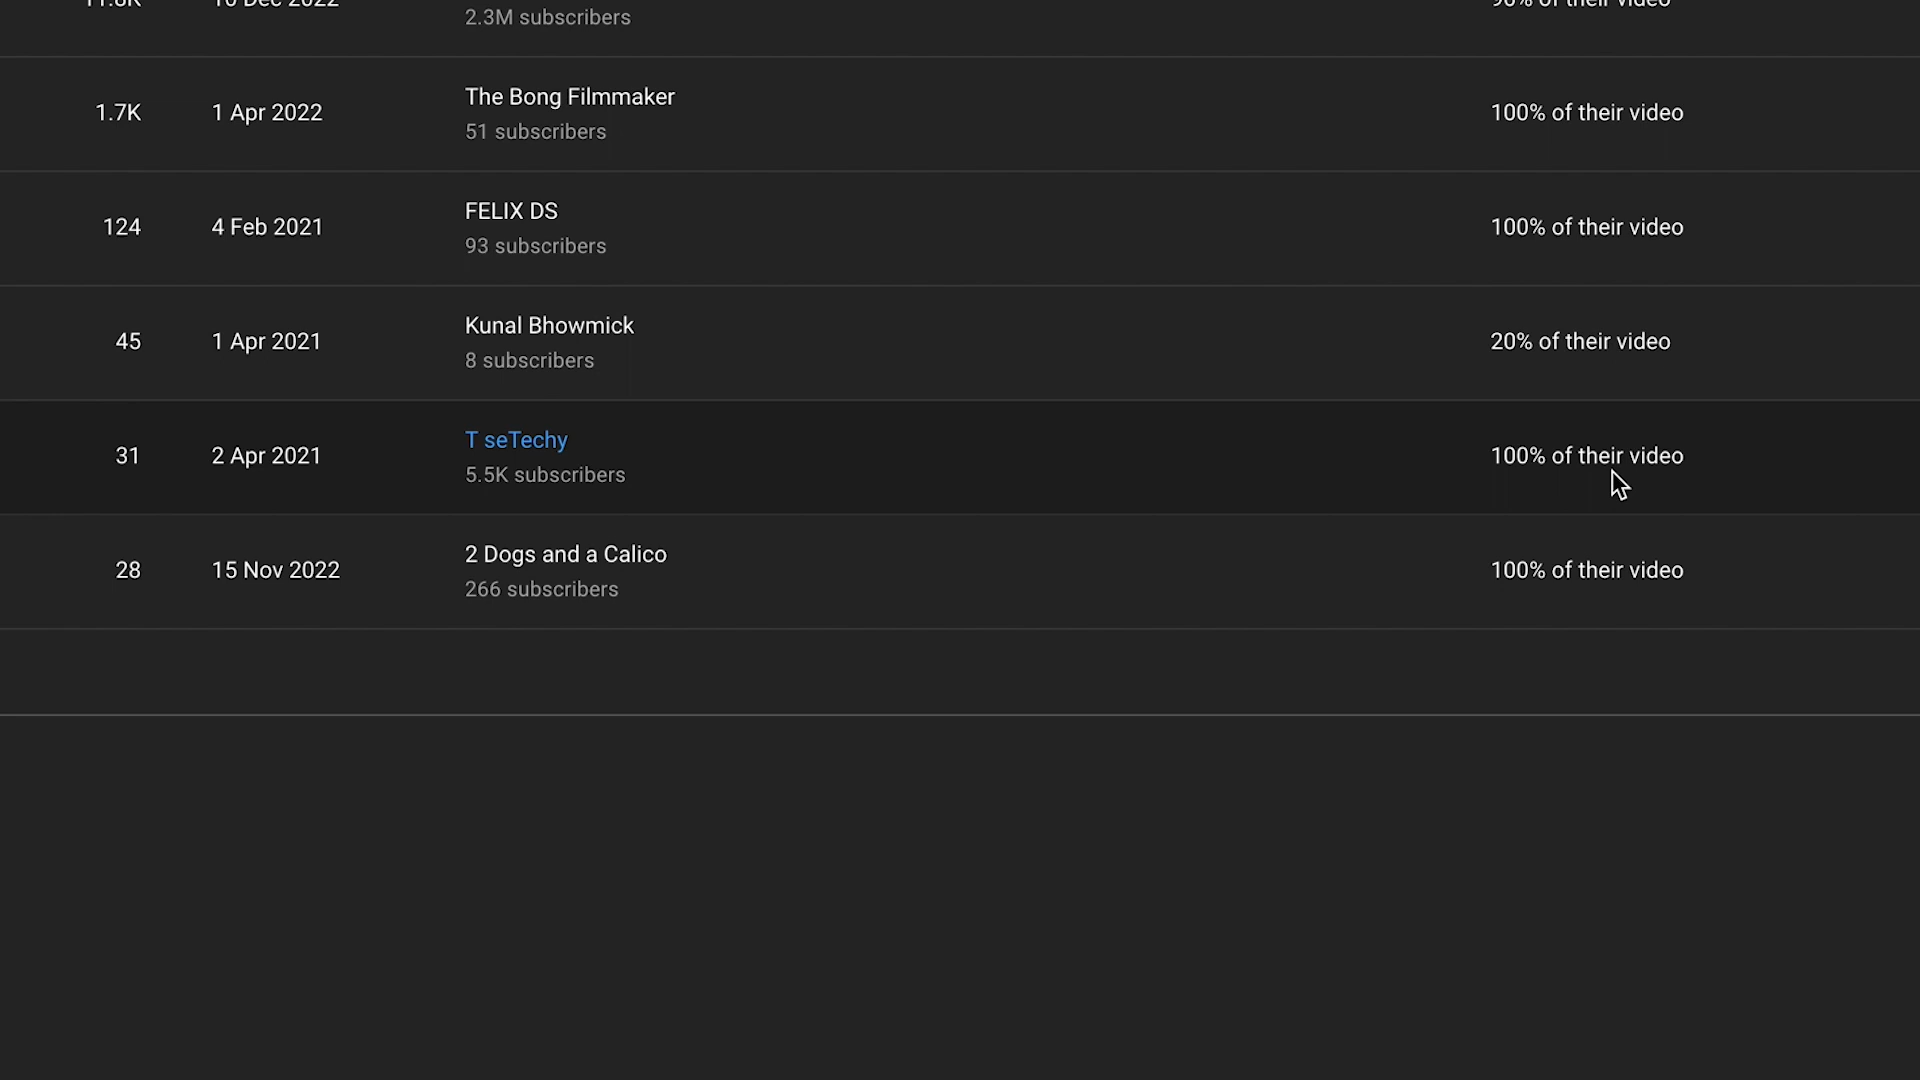 2.3M subscribers
1.7K 1 Apr 2022 The Bong Filmmaker 100% of their video
51 subscribers
124 4 Feb 2021 FELIX DS 100% of their video
93 subscribers
45 1 Apr 2021 Kunal Bhowmick 20% of their video
8 subscribers
31 2 Apr 2021 T seTechy 100% of their video
5.5K subscribers
28 15 Nov 2022 2 Dogs and a Calico 100% of their video
266 subscribers